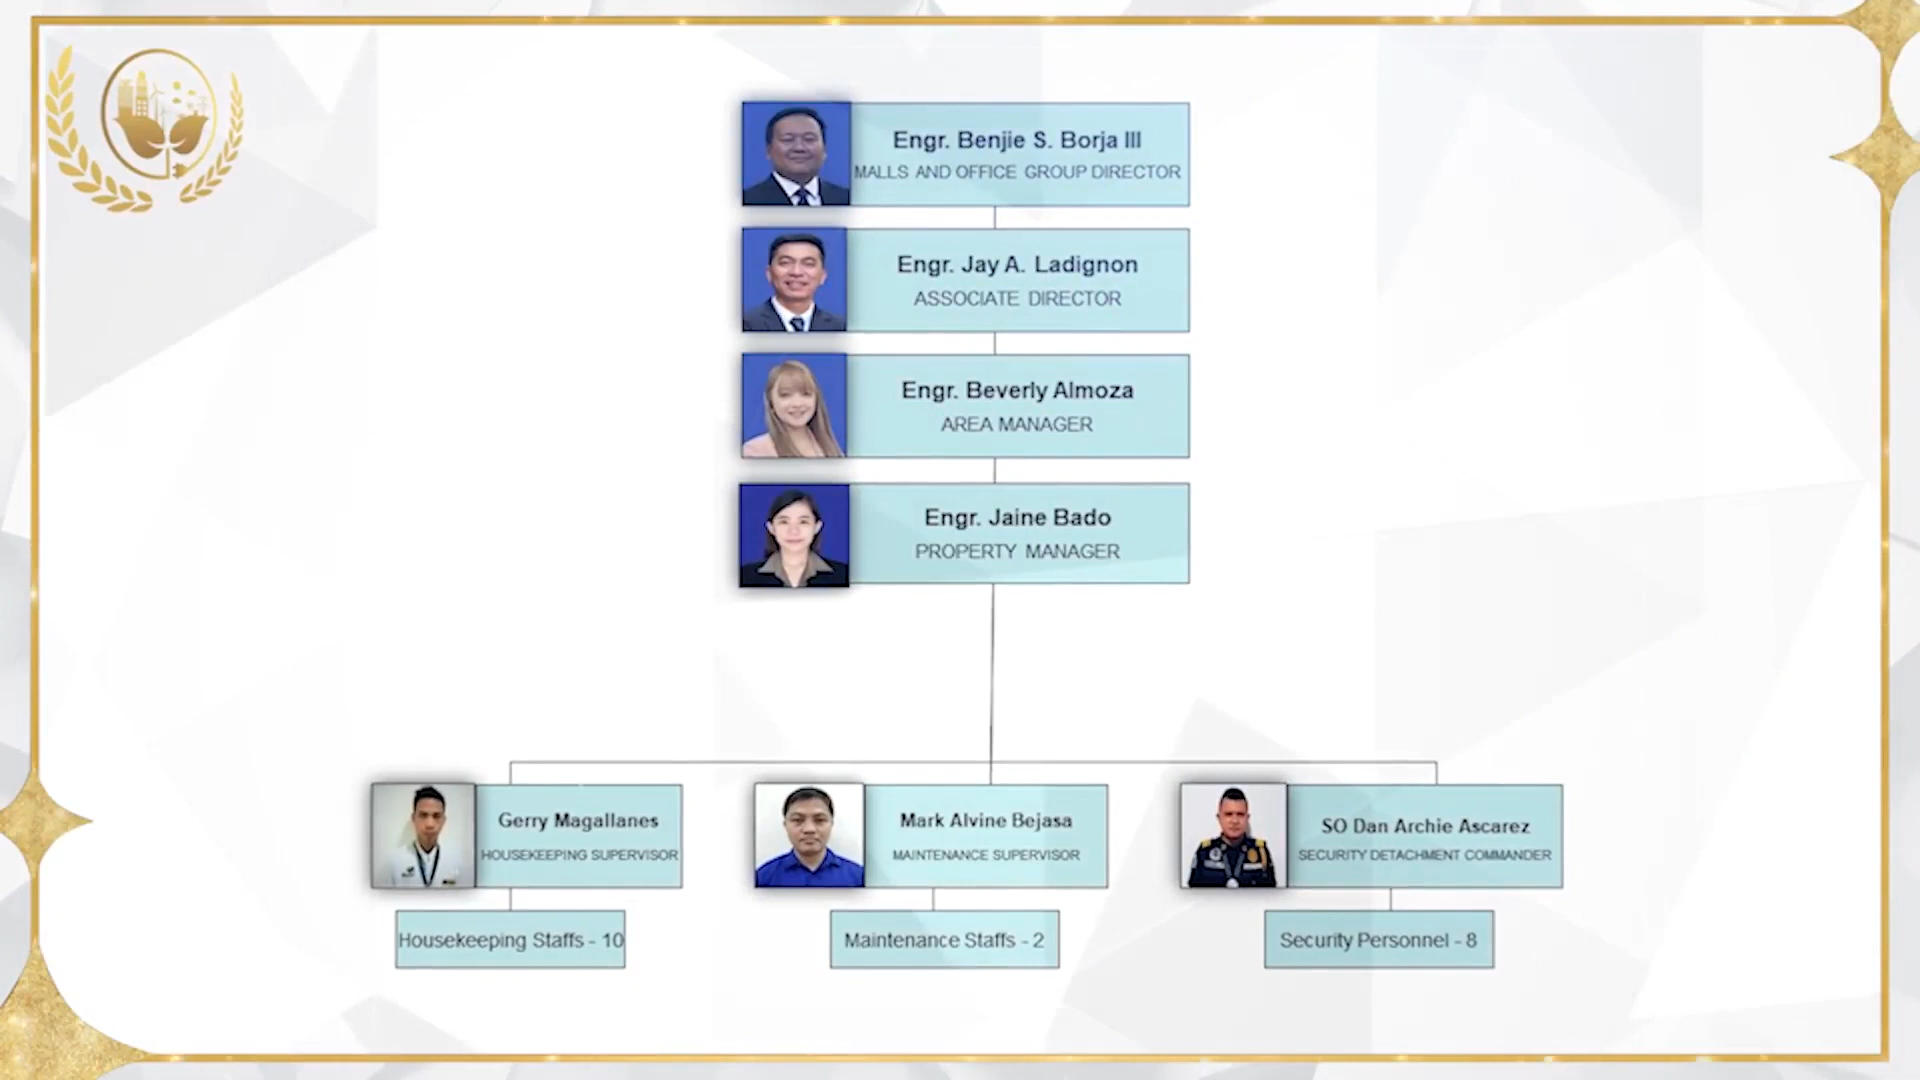 Engr. Benjie S. Borja III
MALLS AND OFFICE GROUP DIRECTOR
Engr. Jay A. Ladignon
ASSOCIATE DIRECTOR
Engr. Beverly Almoza
AREA MANAGER
Engr. Jaine Bado
PROPERTY MANAGER
Gerry Magallanes
HOUSEKEEPING SUPERVISOR
Mark Alvine Bejasa
MAINTENANCE SUPERVISOR
SO Dan Archie Ascarez
SECURITY DETACHMENT COMMANDER
Housekeeping Staffs - 10
Maintenance Staffs - 2
Security Personnel - 8